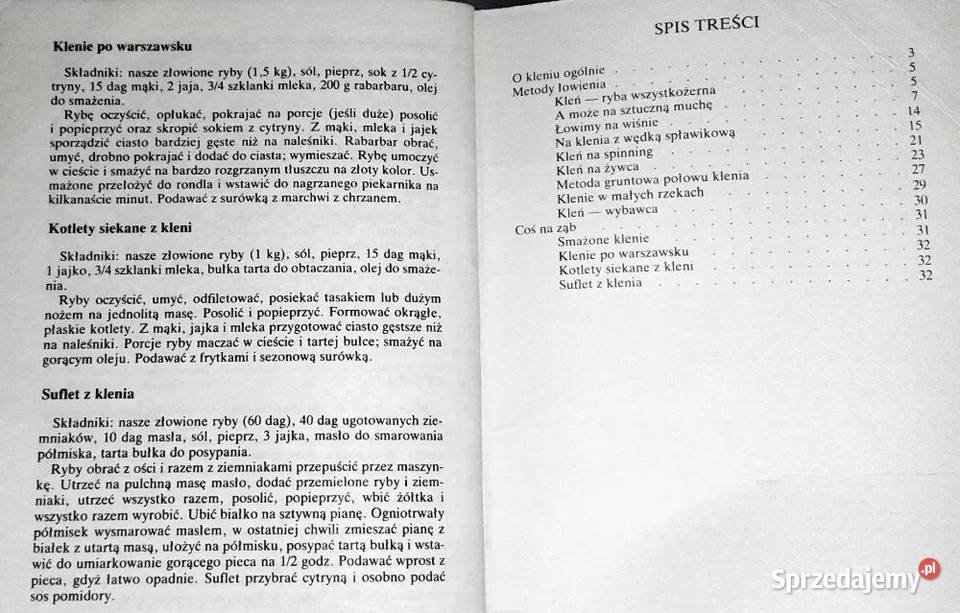 Klenie po warszawsku
Składniki: nasze złowione ryby (1,5 kg), sól, pieprz, sok z 1/2 cy-
tryny, 15 dag mąki, 2 jaja, 3/4 szklanki mleka, 200 g rabarbaru, olej
do smażenia.
Rybę oczyścić, opłukać, pokrajać na porcje (jeśli duże) posolić
i popieprzyć oraz skropić sokiem z cytryny. Z mąki, mleka i jajek
sporządzić ciasto bardziej gęste niż na naleśniki. Rabarbar obrać,
umyć, drobno pokrajać i dodać do ciasta; wymieszać. Rybę umoczyć
w cieście i smażyć na bardzo rozgrzanym tłuszczu na złoty kolor. Us-
mażone przełożyć do rondla i wstawić do nagrzanego piekarnika na
kilkanaście minut. Podawać z surówką z marchwi z chrzanem.
Kotlety siekane z kleni
Składniki: nasze złowione ryby (1 kg), sól, pieprz, 15 dag mąki,
1 jajko, 3/4 szklanki mleka, bułka tarta do obtaczania, olej do smaże-
nia.
Ryby oczyścić, umyć, odfiletować, posiekać tasakiem lub dużym
nożem na jednolitą masę. Posolić i popieprzyć. Formować okrągłe,
płaskie kotlety. Z mąki, jajka i mleka przygotować ciasto gęstsze niż
na naleśniki. Porcje ryby maczać w cieście i tartej bułce; smażyć na
gorącym oleju. Podawać z frytkami i sezonową surówką.
Suflet z klenia
Składniki: nasze złowione ryby (60 dag), 40 dag ugotowanych zie-
mniaków, 10 dag masła, sól, pieprz, 3 jajka, masło do smarowania
półmiska, tarta bułka do posypania.
Ryby obrać z ości i razem z ziemniakami przepuścić przez maszyn-
kę. Utrzeć na pulchną masę masło, dodać przemielone ryby i ziem-
niaki, utrzeć wszystko razem, posolić, popieprzyć, wbić żółtka i
wszystko razem wyrobić. Ubić białko na sztywną pianę. Ogniotrwały
półmisek wysmarować masłem, w ostatniej chwili zmieszać pianę z
białek z utartą masą, ułożyć na półmisku, posypać tartą bułką i wsta-
wić do umiarkowanie gorącego pieca na 1/2 godz. Podawać wprost z
pieca, gdyż łatwo opadnie. Suflet przybrać cytryną i osobno podać
sos pomidory.
SPIS TREŚCI
O kleniu ogólnie . . . . . . . . . . 3
Metody łowienia . . . . . . . . . . 5
Kleń — ryba wszystkożerna . . . . . . . . 5
A może na sztuczną muchę . . . . . . . . 7
Łowimy na wiśnie . . . . . . . . . . 14
Na klenia z wędką spławikową . . . . . . . 15
Kleń na spinning . . . . . . . . . . 21
Kleń na żywca . . . . . . . . . . 23
Metoda gruntowa połowu klenia . . . . . . . 27
Klenie w małych rzekach . . . . . . . . 29
Kleń — wybawca . . . . . . . . . . 30
Coś na ząb . . . . . . . . . . 31
Smażone klenie . . . . . . . . . . 31
Klenie po warszawsku . . . . . . . . . 32
Kotlety siekane z kleni . . . . . . . . . 32
Suflet z klenia . . . . . . . . . . 32
Sprzedajemy.pl